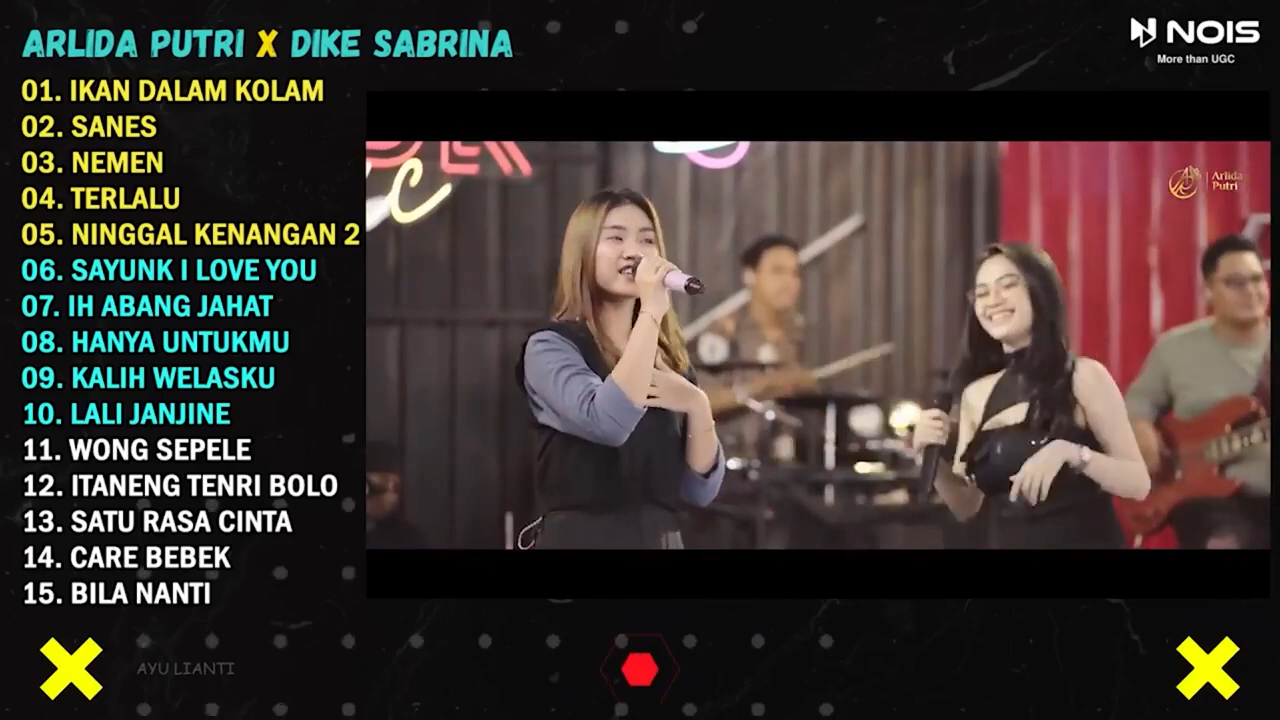 ARLIDA PUTRI X DIKE SABRINA
NOIS
More than UGC
01. IKAN DALAM KOLAM
02. SANES
03. NEMEN
04. TERLALU
05. NINGGAL KENANGAN 2
06. SAYUNK I LOVE YOU
07. IH ABANG JAHAT
08. HANYA UNTUKMU
09. KALIH WELASKU
10. LALI JANJINE
11. WONG SEPELE
12. ITANENG TENRI BOLO
13. SATU RASA CINTA
14. CARE BEBEK
15. BILA NANTI
Arlida
Putri
AYU LIANTI